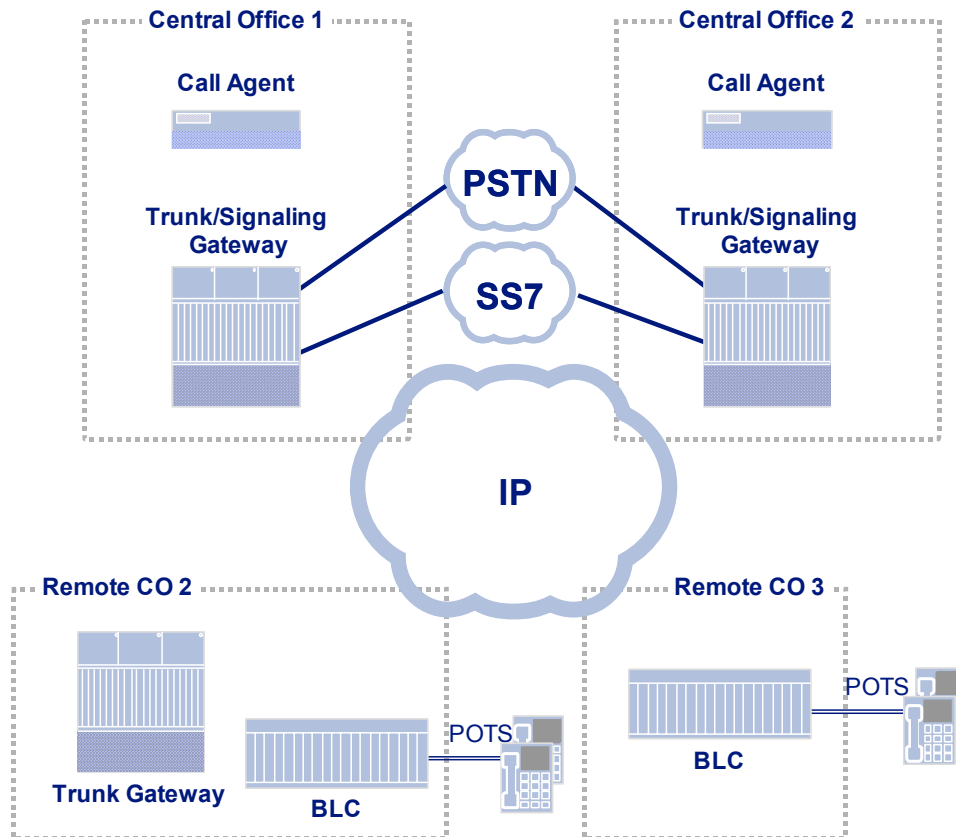 Central Office 1
Central Office 2
Call Agent
Call Agent
PSTN
Trunk/Signaling
Gateway
Trunk/Signaling
Gateway
SS7
IP
Remote CO 2
Remote CO 3
POTS
POTS
BLC
Trunk Gateway
BLC